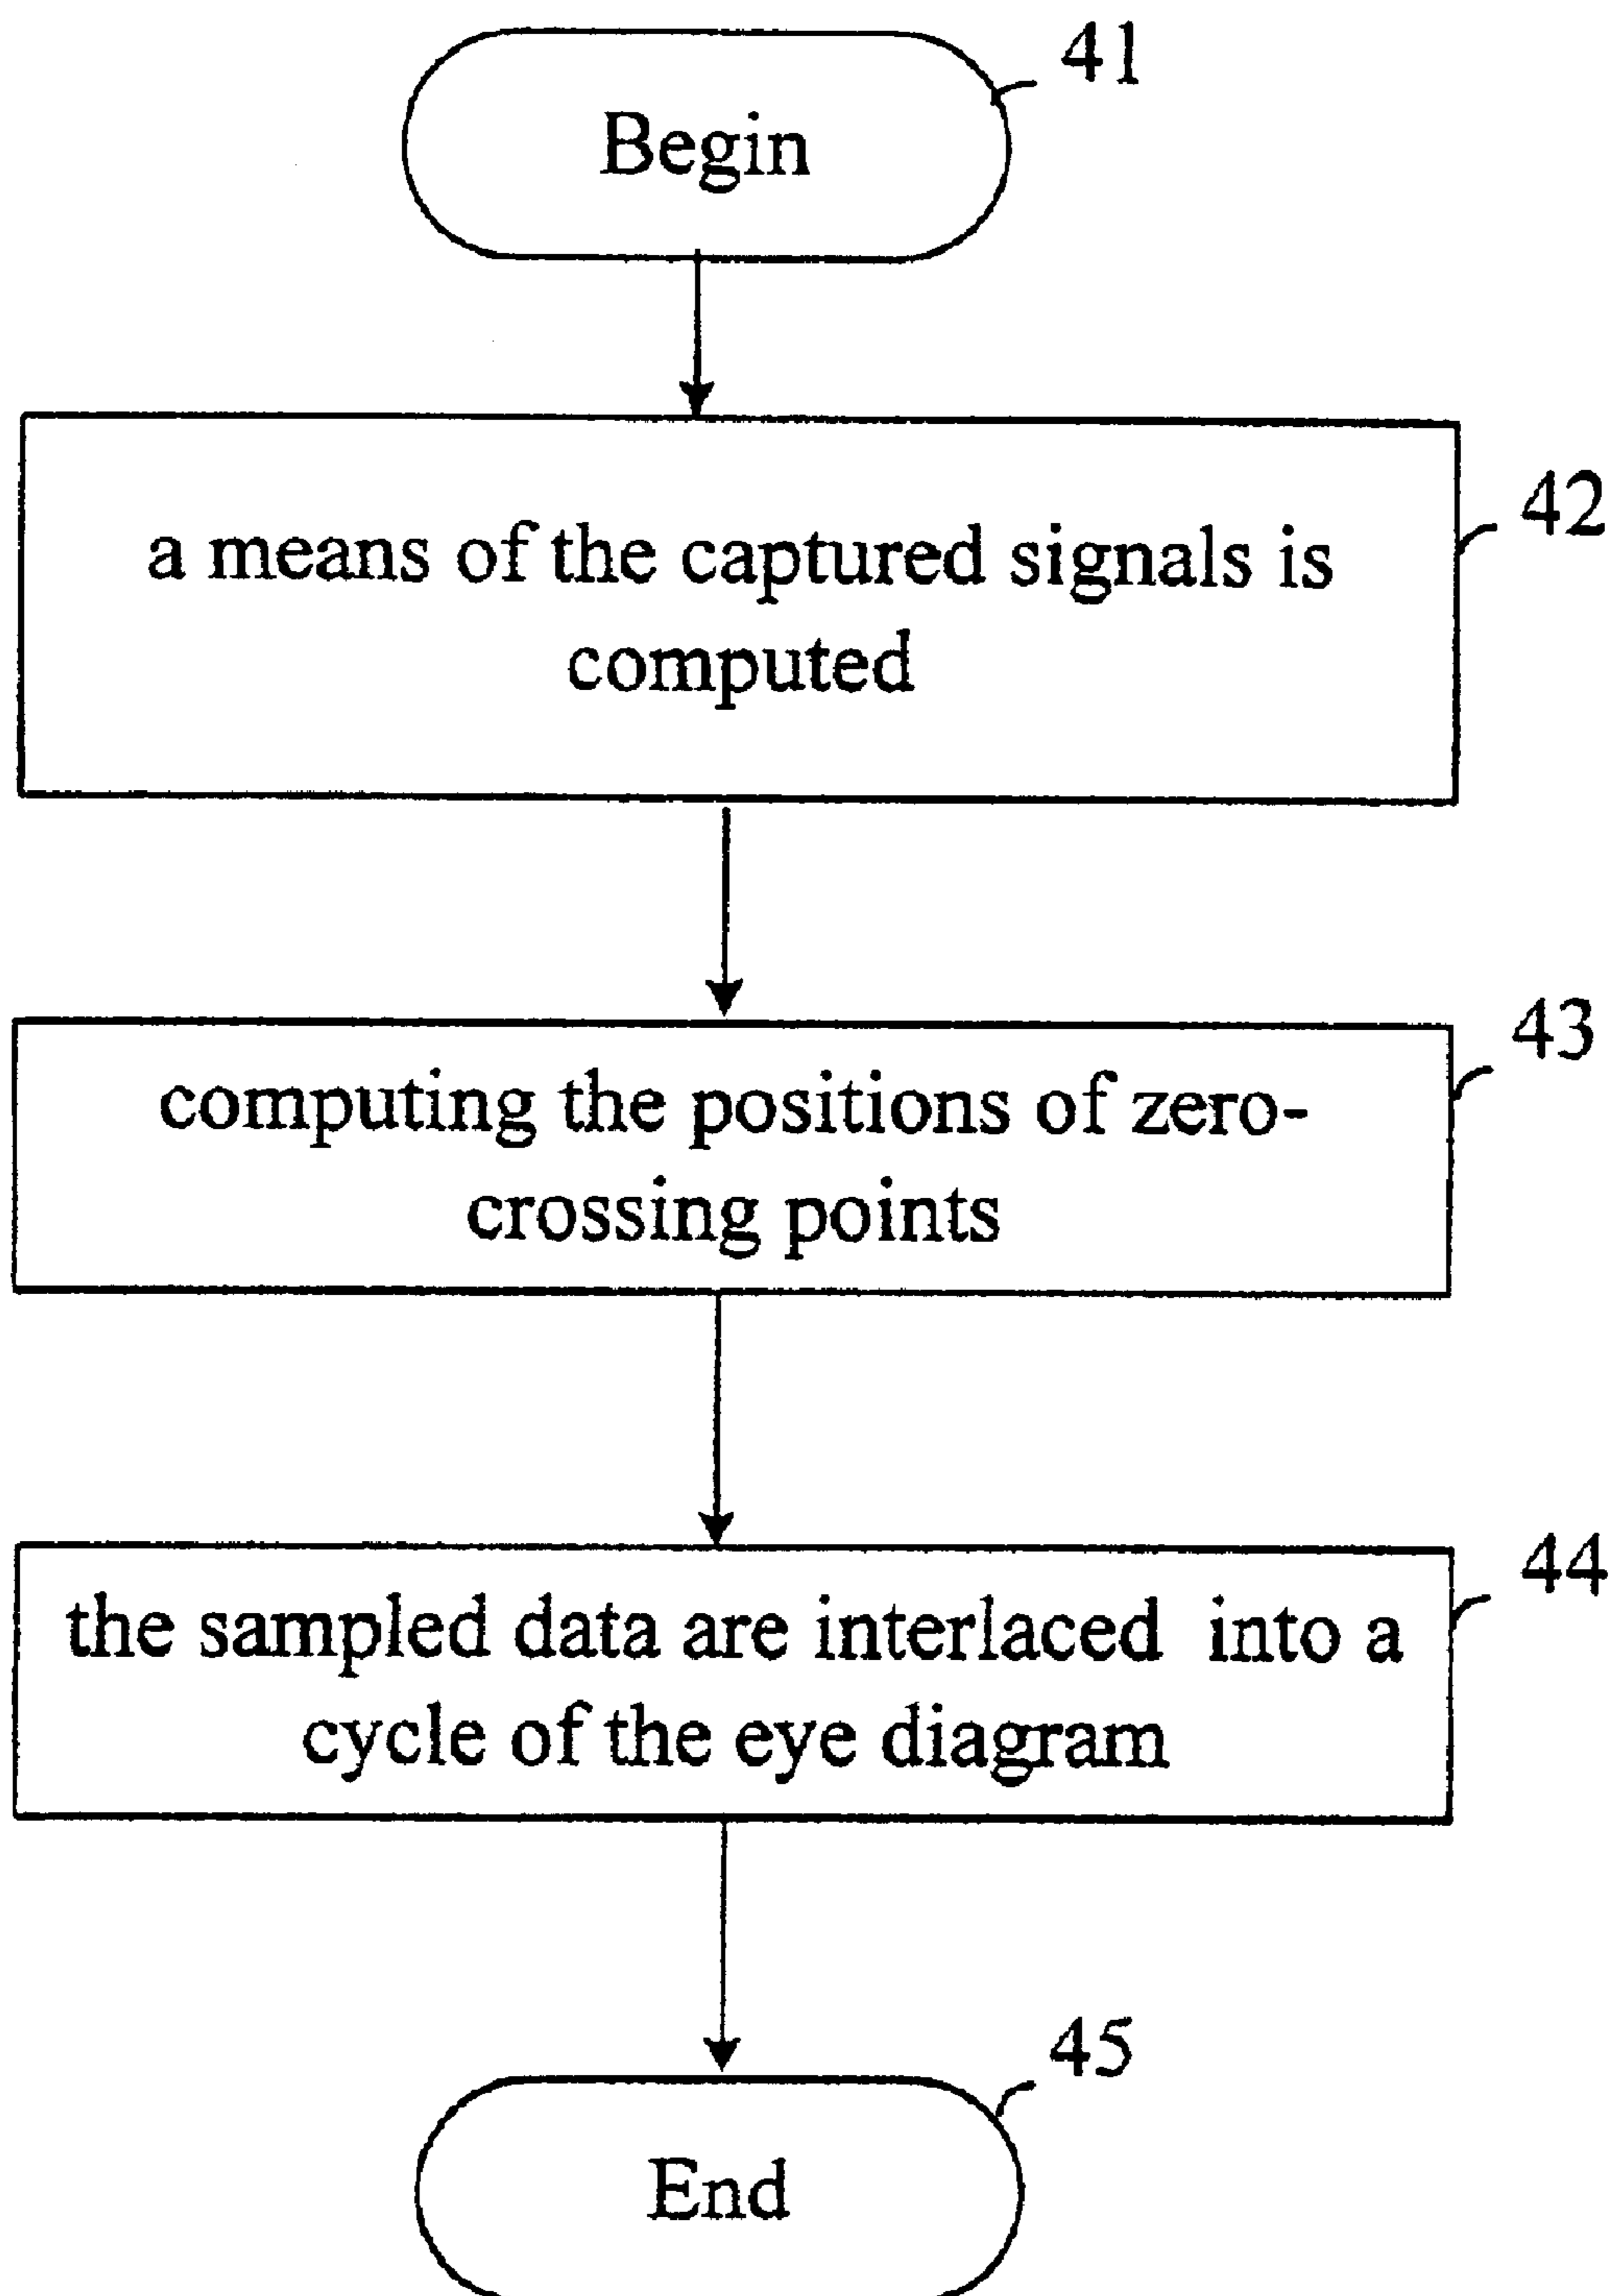 41
Begin
42
a means of the captured signals is
computed
43
computing the positions of zero-
crossing points
44
the sampled data are interlaced into a
cycle of the eye diagram
45
End